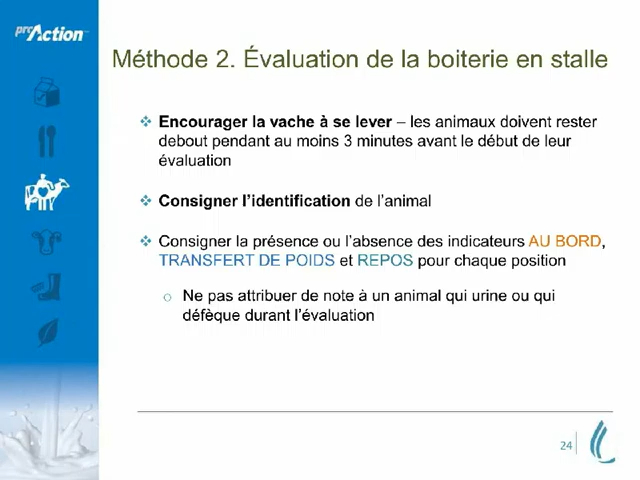 proAction
Méthode 2. Évaluation de la boiterie en stalle
Encourager la vache à se lever – les animaux doivent rester
debout pendant au moins 3 minutes avant le début de leur
évaluation
Consigner l’identification de l’animal
Consigner la présence ou l’absence des indicateurs AU BORD,
TRANSFERT DE POIDS et REPOS pour chaque position
Ne pas attribuer de note à un animal qui urine ou qui
défèque durant l’évaluation
24